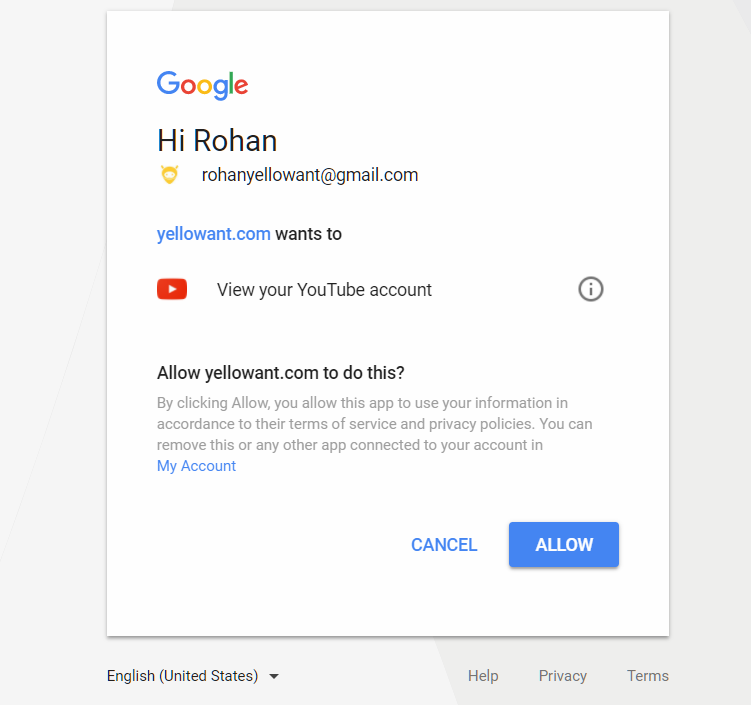 Google
Hi Rohan
rohanyellowant@gmail.com
yellowant.com wants to
View your YouTube account
Allow yellowant.com to do this?
By clicking Allow, you allow this app to use your information in
accordance to their terms of service and privacy policies. You can
remove this or any other app connected to your account in
My Account
CANCEL ALLOW
English (United States) Help Privacy Terms